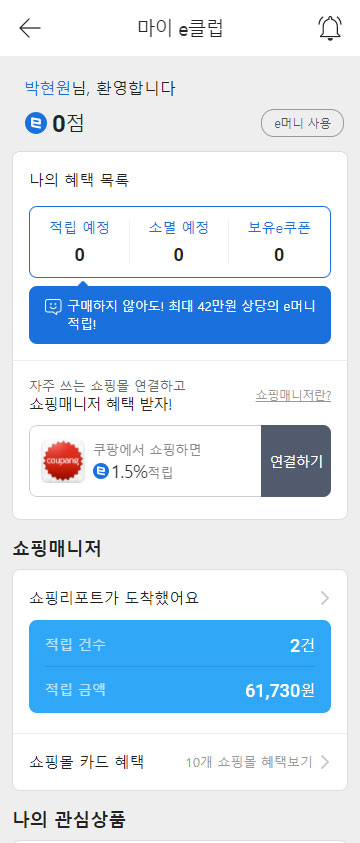 마이 e클럽
박현원님, 환영합니다
0점
e머니 사용
나의 혜택 목록
적립 예정
소멸 예정
보유e쿠폰
0
0
0
구매하지 않아도! 최대 42만원 상당의 e머니
적립!
자주 쓰는 쇼핑몰 연결하고
쇼핑매니저 혜택 받자!
쇼핑매니저란?
coupang
쿠팡에서 쇼핑하면
1.5%적립
연결하기
쇼핑매니저
쇼핑리포트가 도착했어요
적립 건수
2건
적립 금액
61,730원
쇼핑몰 카드 혜택
10개 쇼핑몰 혜택보기
나의 관심상품